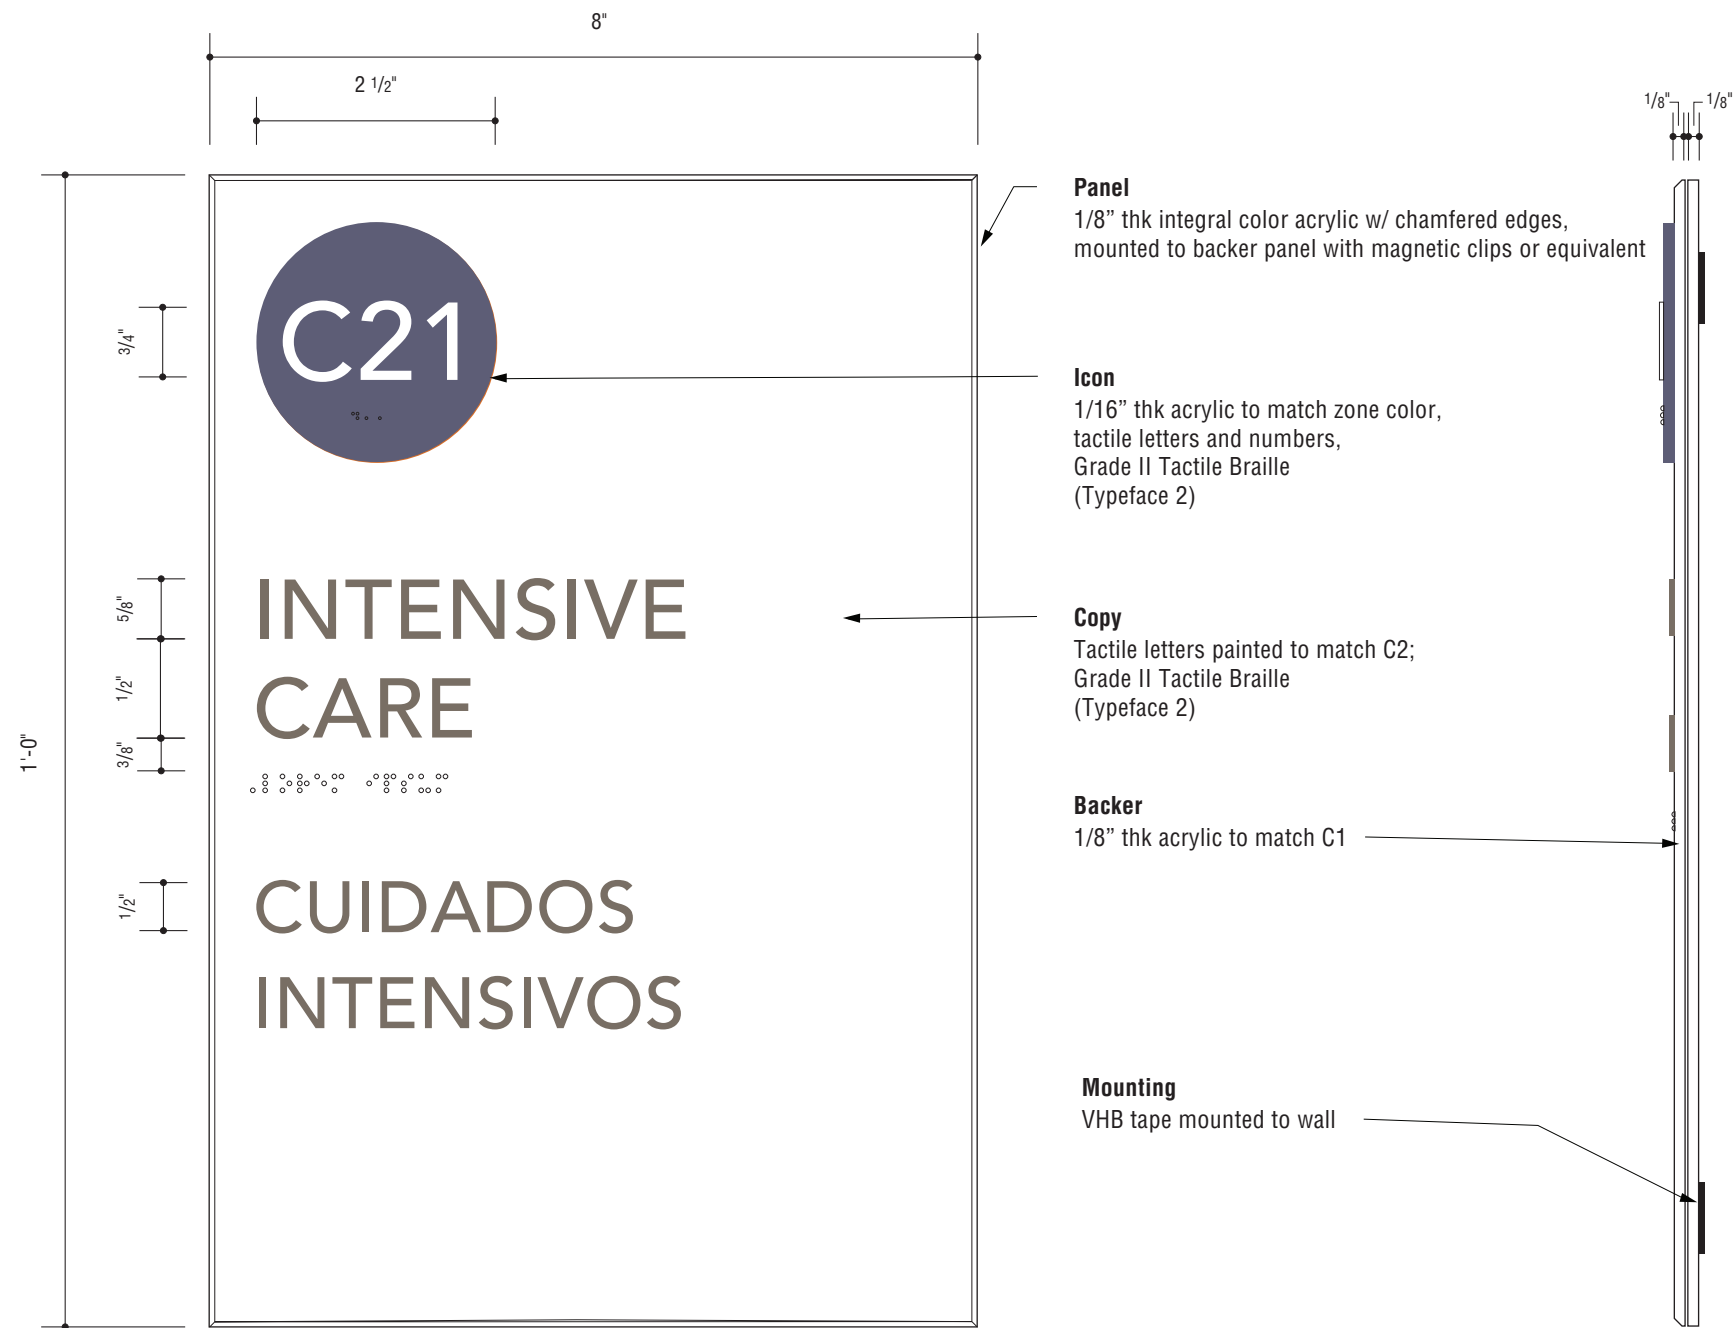 8"
2 1/2"
1/8"
1/8"
Panel
1/8” thk integral color acrylic w/ chamfered edges,
mounted to backer panel with magnetic clips or equivalent
3/4"
C21
Icon
1/16” thk acrylic to match zone color,
tactile letters and numbers,
Grade II Tactile Braille
(Typeface 2)
5/8"
INTENSIVE
1/2"
CARE
3/8"
1'-0"
Copy
Tactile letters painted to match C2;
Grade II Tactile Braille
(Typeface 2)
Backer
1/8” thk acrylic to match C1
1/2"
CUIDADOS
INTENSIVOS
Mounting
VHB tape mounted to wall